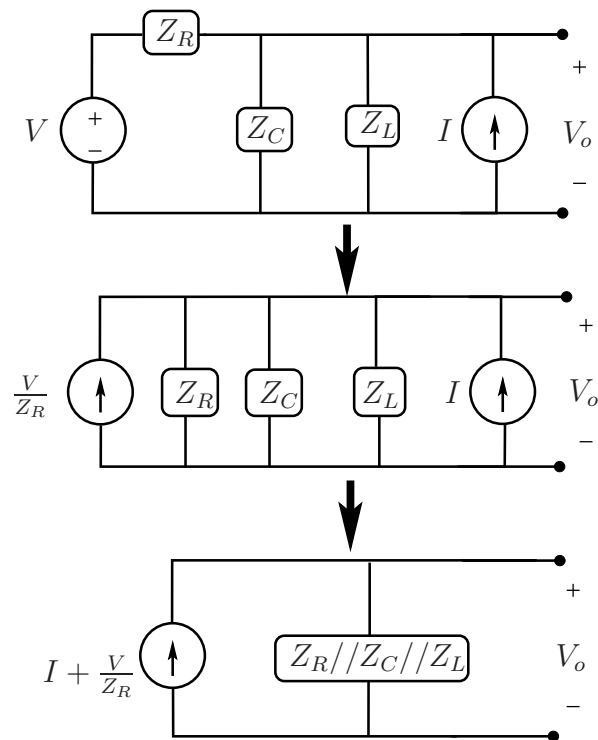 Z_R
+
V + − Z_C Z_L I V_o
−
+
V/Z_R Z_R Z_C Z_L I V_o
−
+
I + V/Z_R Z_R//Z_C//Z_L V_o
−